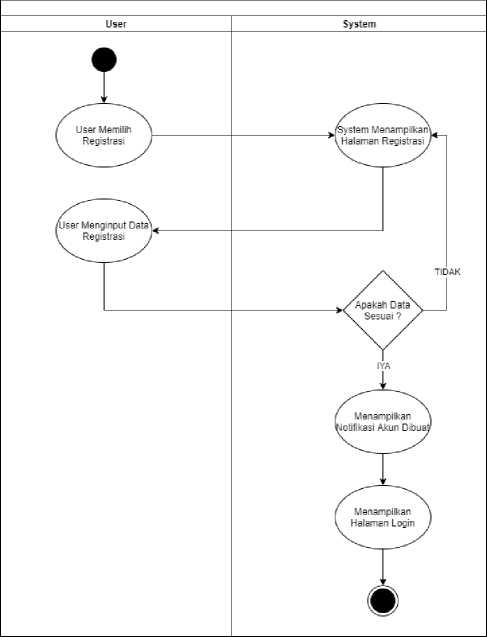 User
System
User Memilih
Registrasi
System Menampilkan
Halaman Registrasi
User Menginput Data
Registrasi
TIDAK
Apakah Data
Sesuai ?
IYA
Menampilkan
Notifikasi Akun Dibuat
Menampilkan
Halaman Login